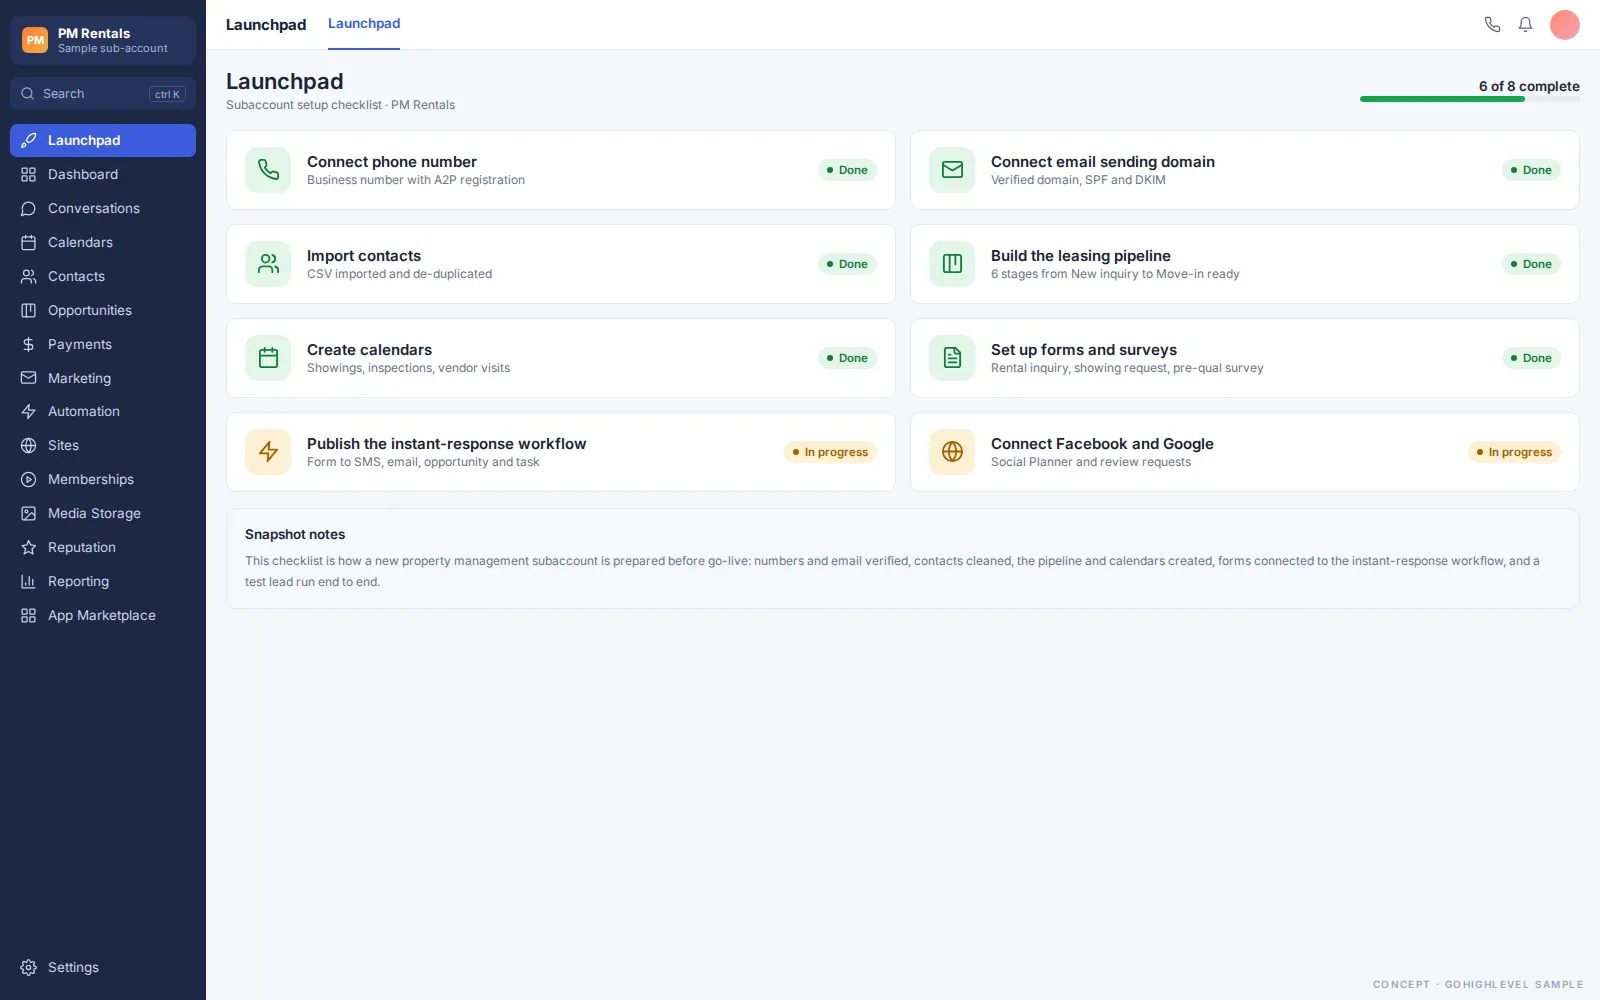 PM
PM Rentals
Sample sub-account
Search
ctrl K
Launchpad
Dashboard
Conversations
Calendars
Contacts
Opportunities
Payments
Marketing
Automation
Sites
Memberships
Media Storage
Reputation
Reporting
App Marketplace
Settings
Launchpad
Launchpad
Launchpad
Subaccount setup checklist · PM Rentals
6 of 8 complete
Connect phone number
Business number with A2P registration
Done
Connect email sending domain
Verified domain, SPF and DKIM
Done
Import contacts
CSV imported and de-duplicated
Done
Build the leasing pipeline
6 stages from New inquiry to Move-in ready
Done
Create calendars
Showings, inspections, vendor visits
Done
Set up forms and surveys
Rental inquiry, showing request, pre-qual survey
Done
Publish the instant-response workflow
Form to SMS, email, opportunity and task
In progress
Connect Facebook and Google
Social Planner and review requests
In progress
Snapshot notes
This checklist is how a new property management subaccount is prepared before go-live: numbers and email verified, contacts cleaned, the pipeline and calendars created, forms connected to the instant-response workflow, and a
test lead run end to end.
CONCEPT · GOHIGHLEVEL SAMPLE